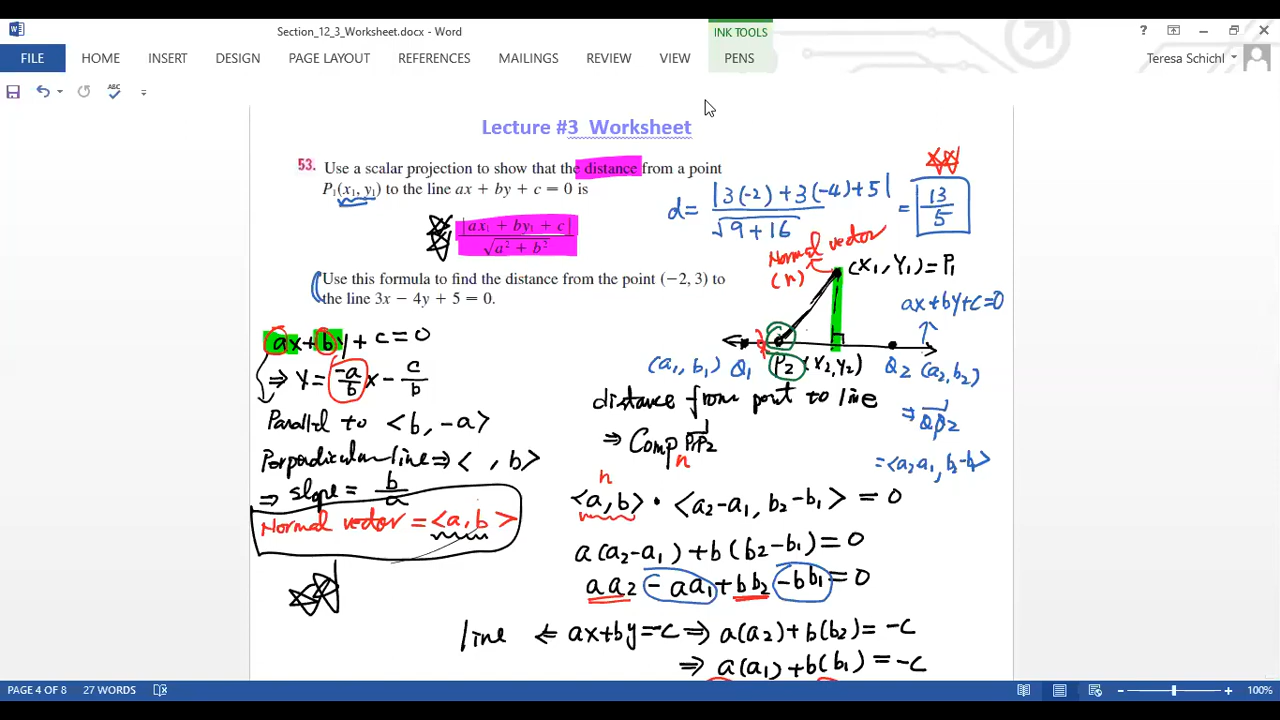 Section_12_3_Worksheet.docx - Word
INK TOOLS
?
FILE HOME INSERT DESIGN PAGE LAYOUT REFERENCES MAILINGS REVIEW VIEW PENS
Teresa Schichl
ABC
Lecture #3 Worksheet
53. Use a scalar projection to show that the distance from a point
P₁(x₁, y₁) to the line ax + by + c = 0 is
|ax₁ + by₁ + c|
√a² + b²
Use this formula to find the distance from the point (−2, 3) to
the line 3x − 4y + 5 = 0.
d = |3(-2)+3(-4)+5| / √9+16 = 13/5
Normal vector
(n)
(X₁, Y₁) = P₁
ax+by+c=0
(a₁, b₁) Q₁ P₂ (X₂, Y₂) Q₂ (a₂, b₂)
ax+by+c=0
⇒ Y = -a/b x - c/b
Parallel to <b, -a>
Perpendicular line ⇒ < , b>
⇒ slope = b/a
Normal vector = <a, b>
distance from point to line
⇒ Comp n P₁P₂
= <a₂a₁, b₂-b₁>
n
<a, b> • <a₂-a₁, b₂-b₁> = 0
a(a₂-a₁)+b(b₂-b₁)=0
aa₂ - aa₁ + bb₂ - bb₁ = 0
line ⇐ ax+by=-c ⇒ a(a₂)+b(b₂)=-c
⇒ a(a₁)+b(b₁)=-c
PAGE 4 OF 8 27 WORDS
100%